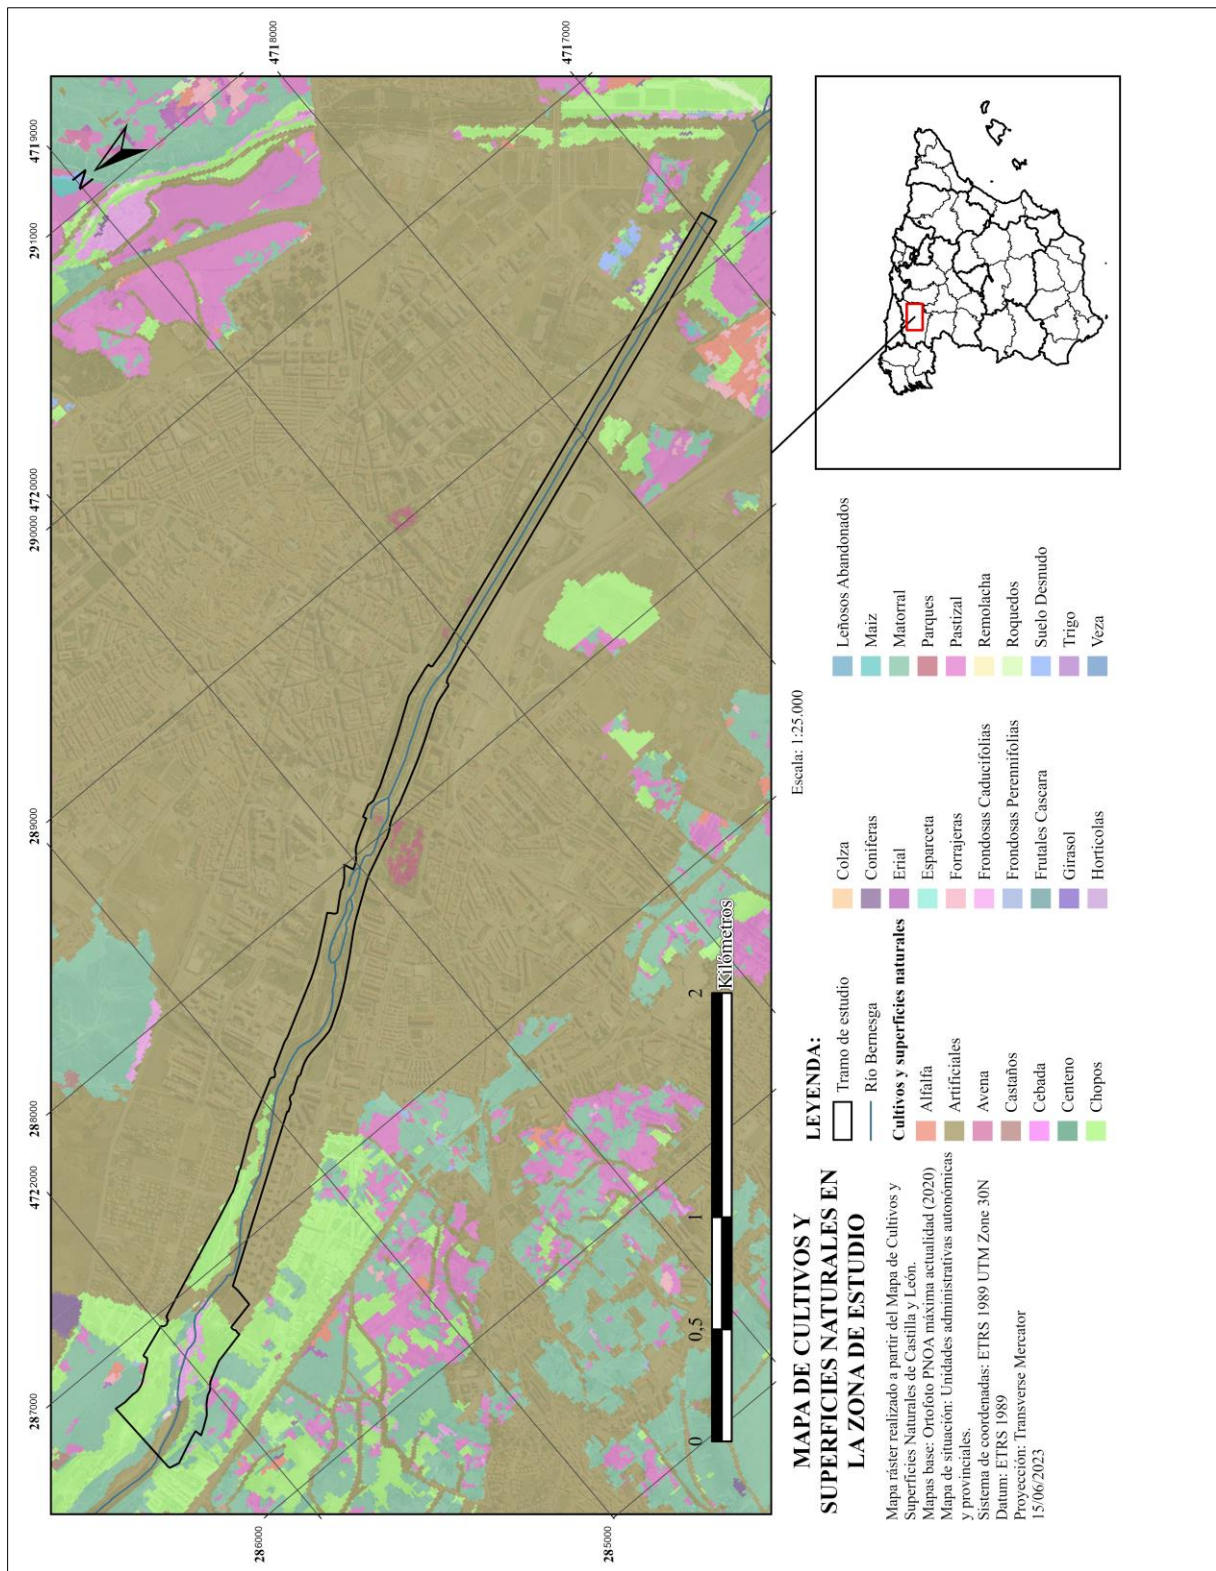 4719000
4718000
4717000
291000
4720000
290000
289000
4722000
288000
287000
286000
285000
N
0
0,5
1
2
Kilómetros
Escala: 1:25.000
MAPA DE CULTIVOS Y
SUPERFICIES NATURALES EN
LA ZONA DE ESTUDIO
Mapa ráster realizado a partir del Mapa de Cultivos y
Superficies Naturales de Castilla y León.
Mapas base: Ortofoto PNOA máxima actualidad (2020)
Mapa de situación: Unidades administrativas autonómicas
y provinciales.
Sistema de coordenadas: ETRS 1989 UTM Zone 30N
Datum: ETRS 1989
Proyección: Transverse Mercator
15/06/2023
LEYENDA:
Tramo de estudio
Río Bernesga
Cultivos y superficies naturales
Alfalfa
Artificiales
Avena
Castaños
Cebada
Centeno
Chopos
Colza
Coniferas
Erial
Esparceta
Forrajeras
Frondosas Caducifolias
Frondosas Perennifolias
Frutales Cascara
Girasol
Horticolas
Leñosos Abandonados
Maiz
Matorral
Parques
Pastizal
Remolacha
Roquedos
Suelo Desnudo
Trigo
Veza